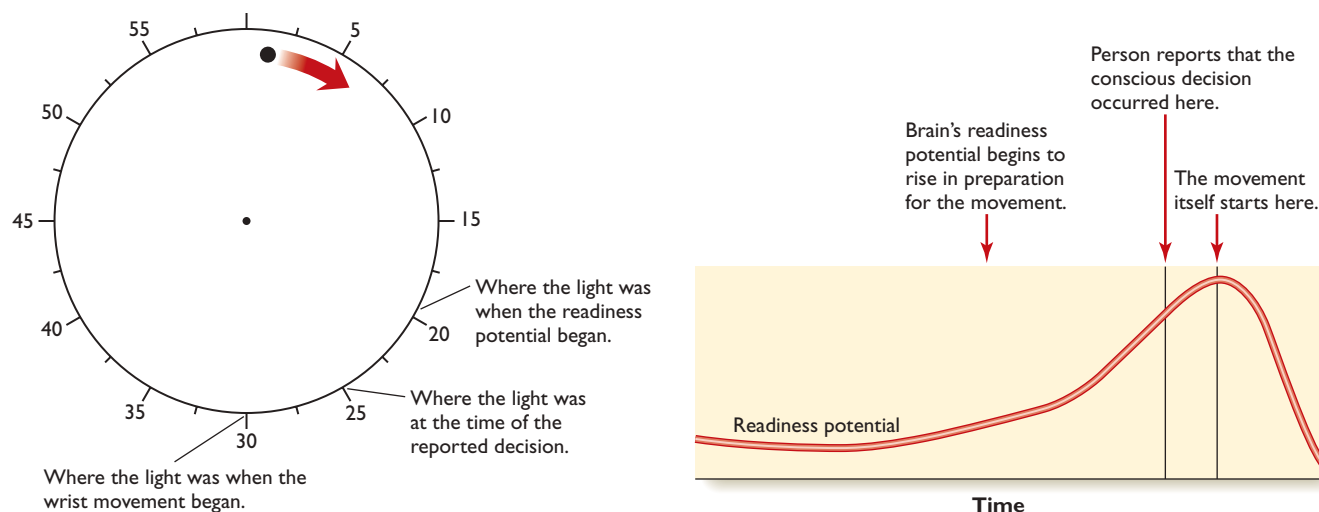 55
5
50
10
45
15
40
20
35
25
30
Where the light was
when the readiness
potential began.
Where the light was
at the time of the
reported decision.
Where the light was when the
wrist movement began.
Person reports that the
conscious decision
occurred here.
Brain’s readiness
potential begins to
rise in preparation
for the movement.
The movement
itself starts here.
Readiness potential
Time